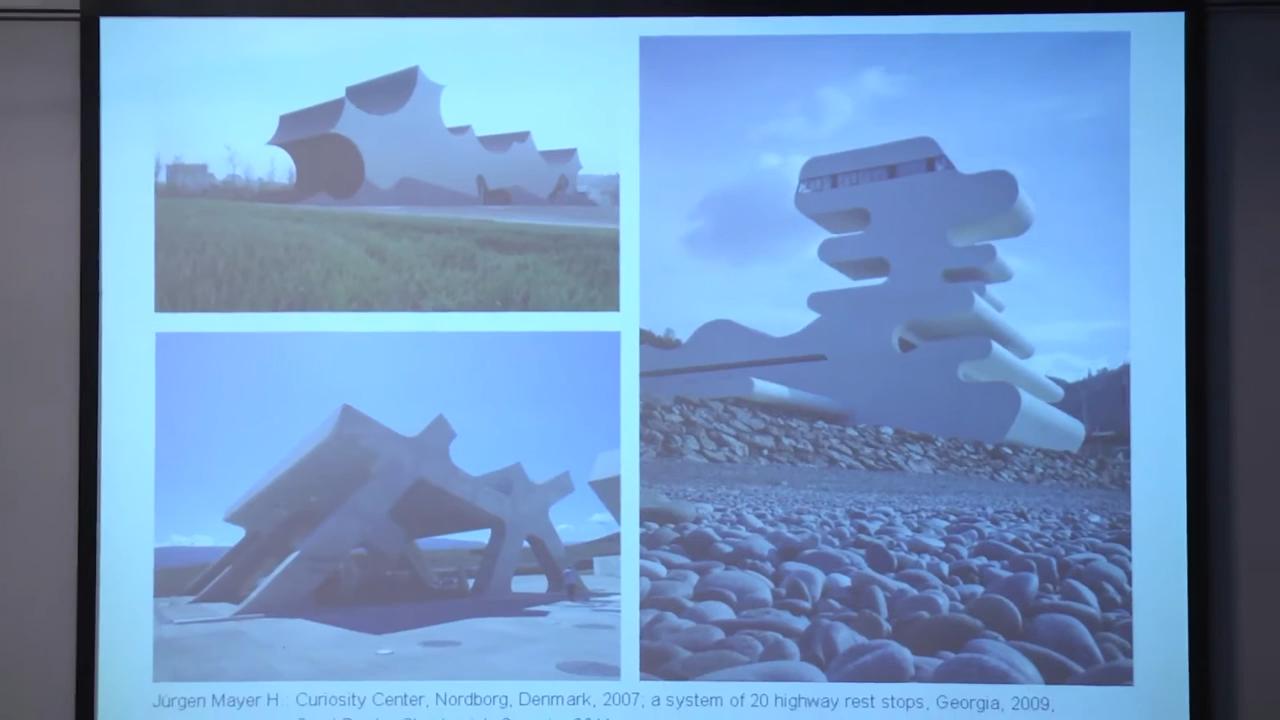 Jürgen Mayer H.: Curiosity Center, Nordborg, Denmark, 2007; a system of 20 highway rest stops, Georgia, 2009,